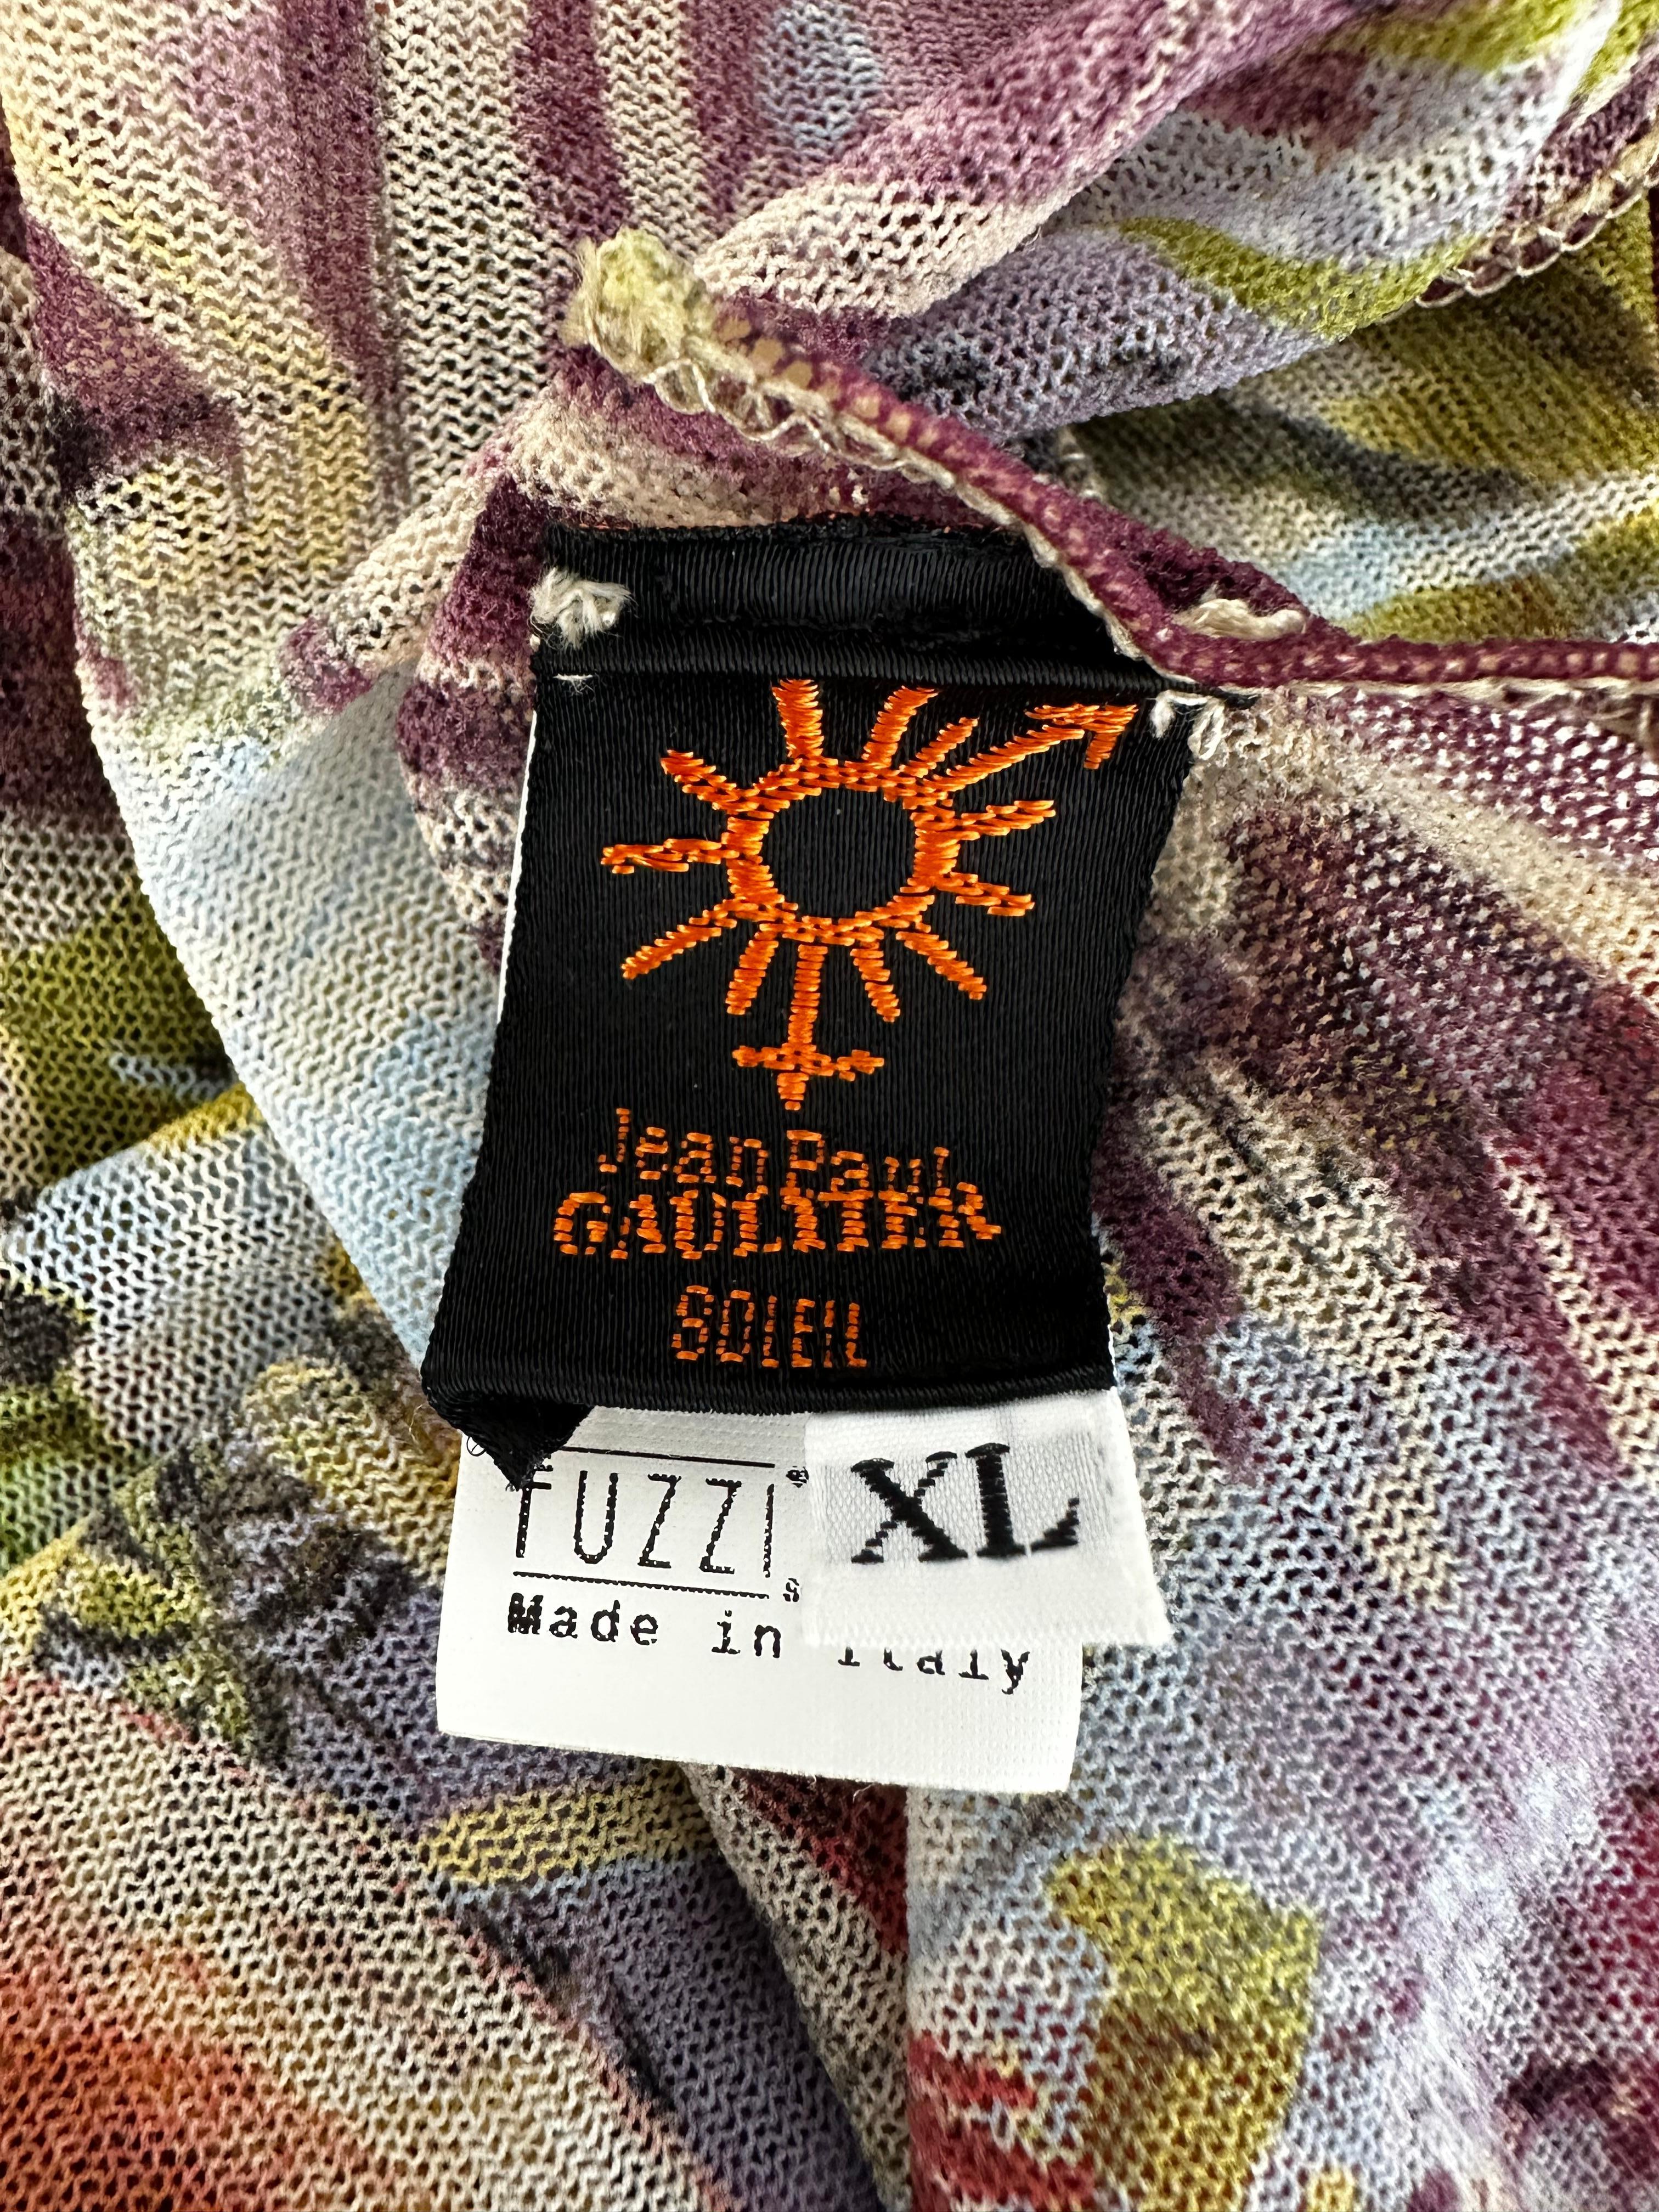 Jean Paul
GAULTIER
SOLEIL
FUZZI
XL
Made in Italy